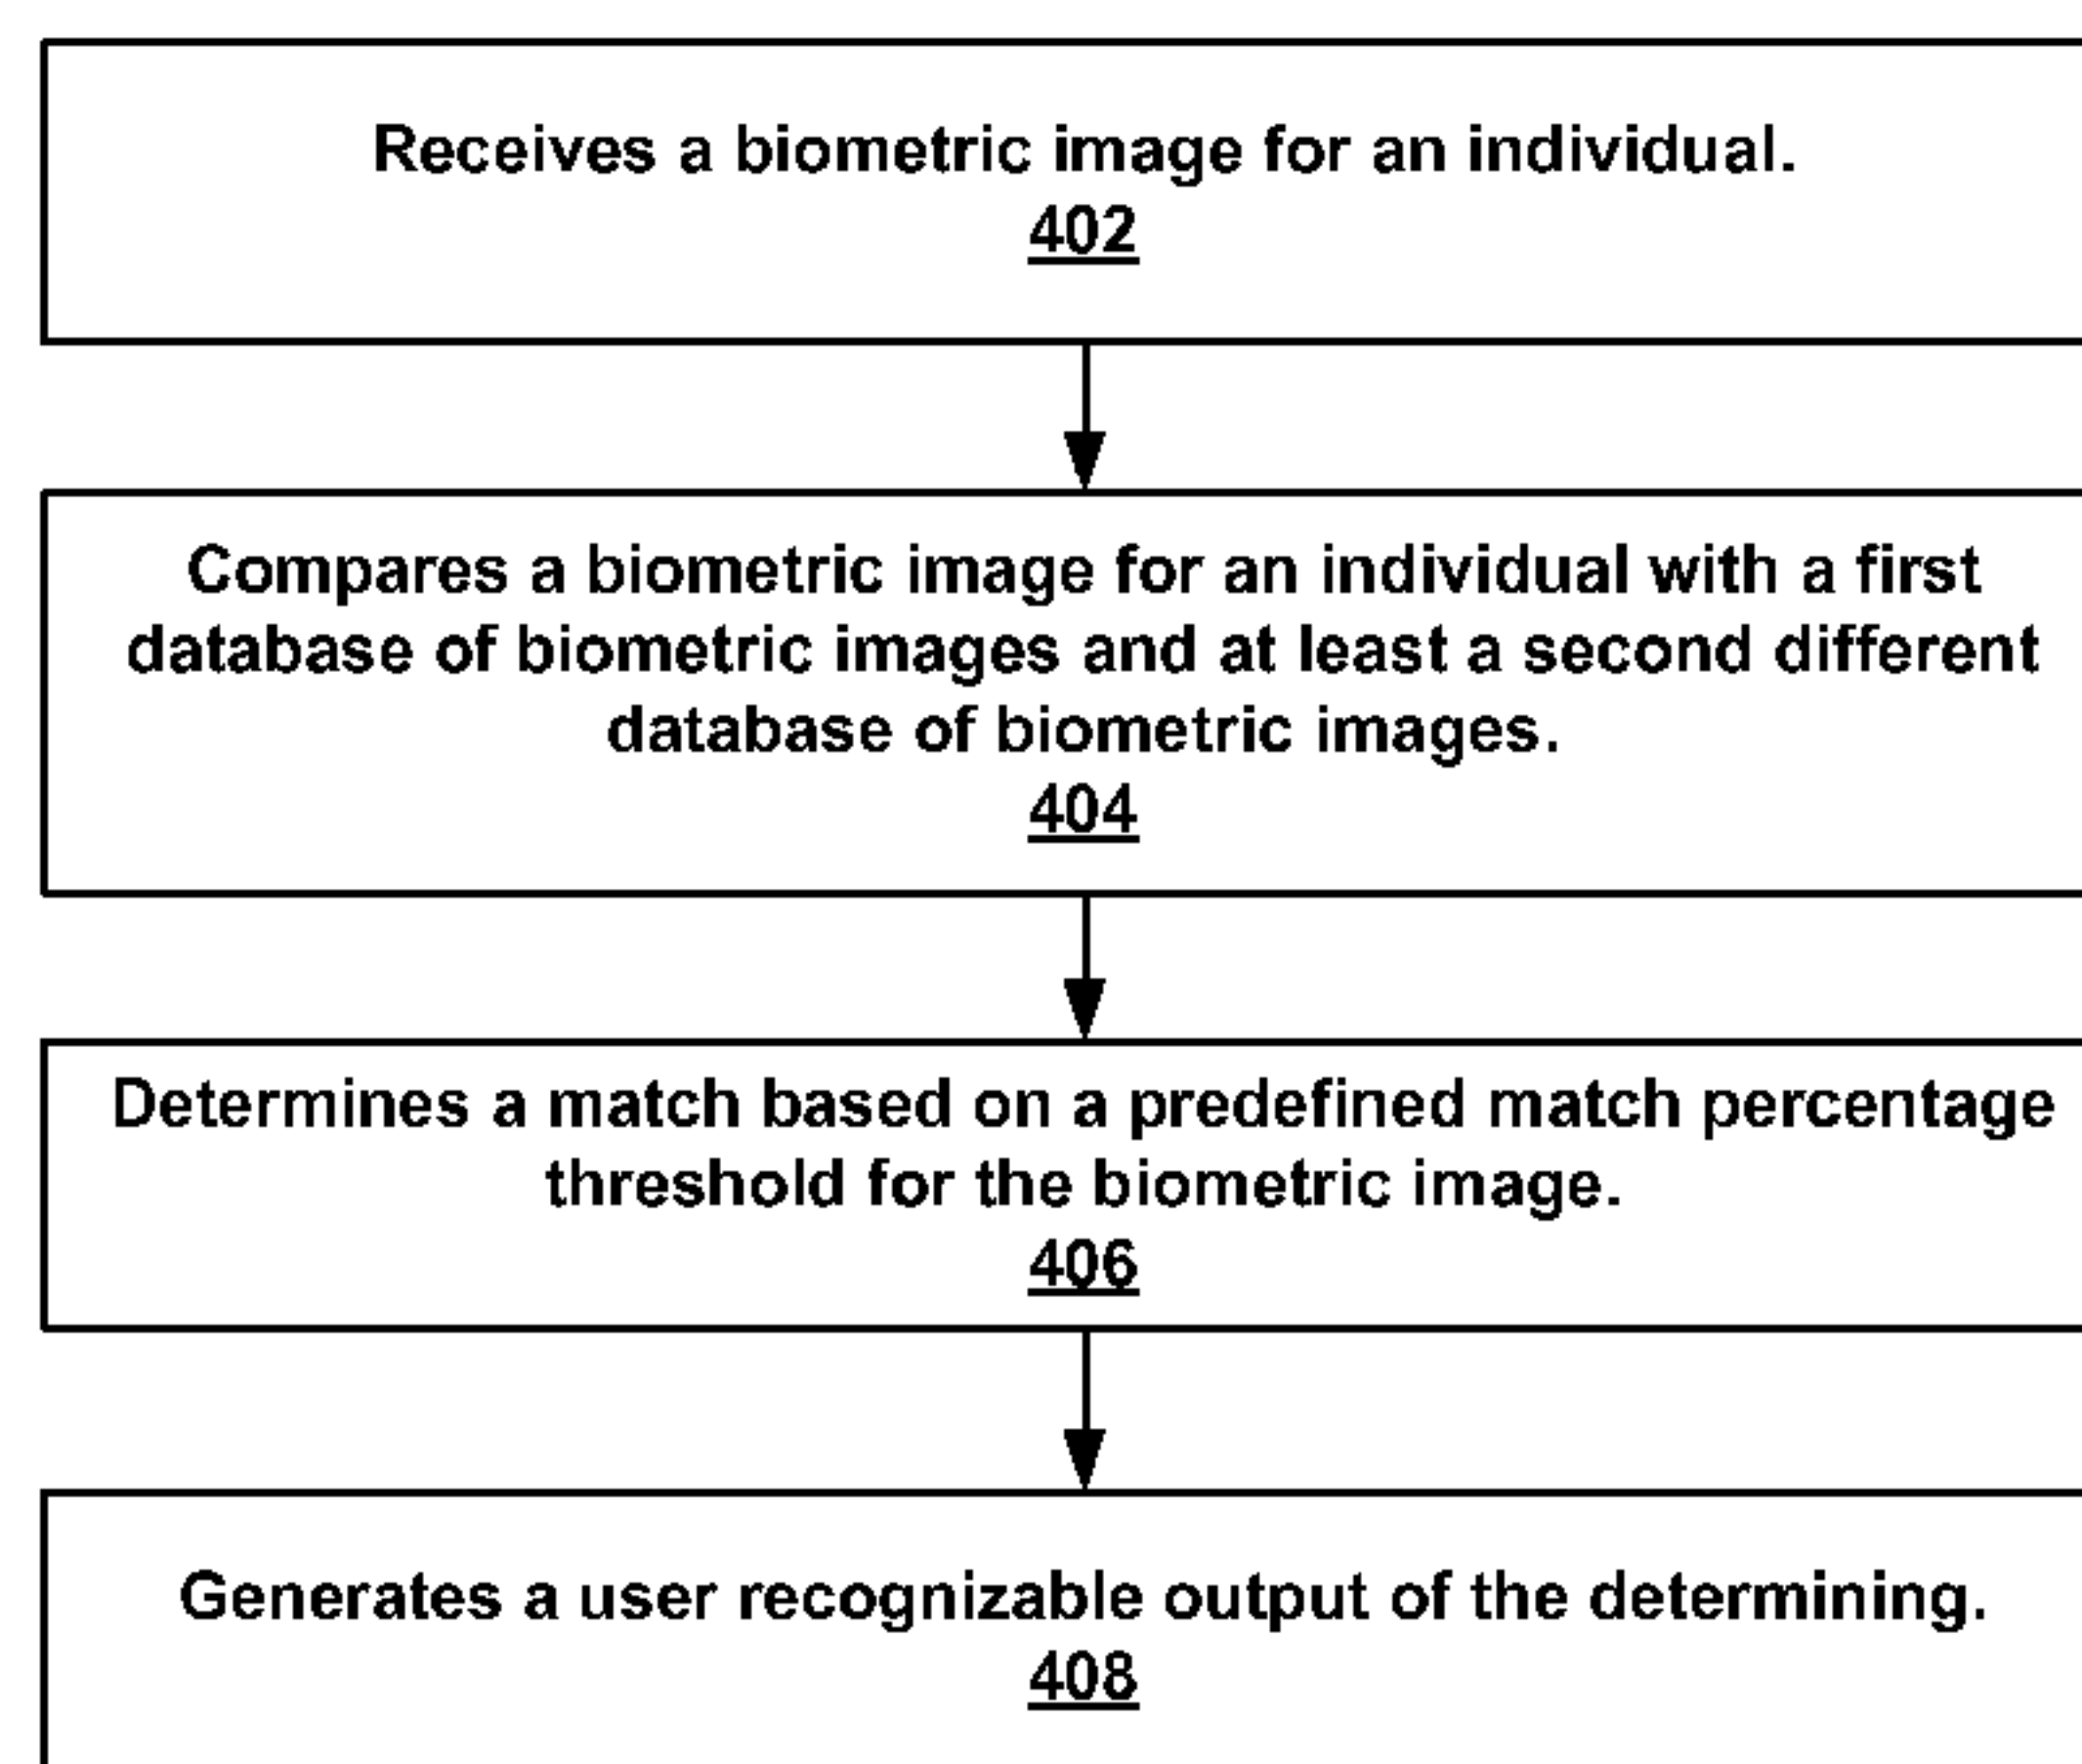 Receives a biometric image for an individual.
402
Compares a biometric image for an individual with a first
database of biometric images and at least a second different
database of biometric images.
404
Determines a match based on a predefined match percentage
threshold for the biometric image.
406
Generates a user recognizable output of the determining.
408